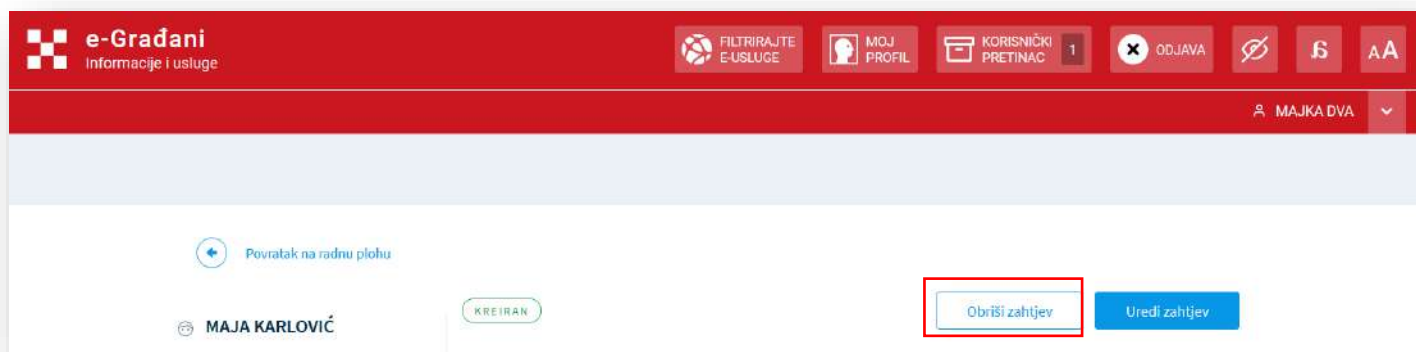 e-Građani
Informacije i usluge
FILTRIRAJTE
E-USLUGE
MOJ
PROFIL
KORISNIČKI
PRETINAC
1
ODJAVA
AA
MAJKA DVA
Povratak na radnu plohu
MAJA KARLOVIĆ
KREIRAN
Obriši zahtjev
Uredi zahtjev